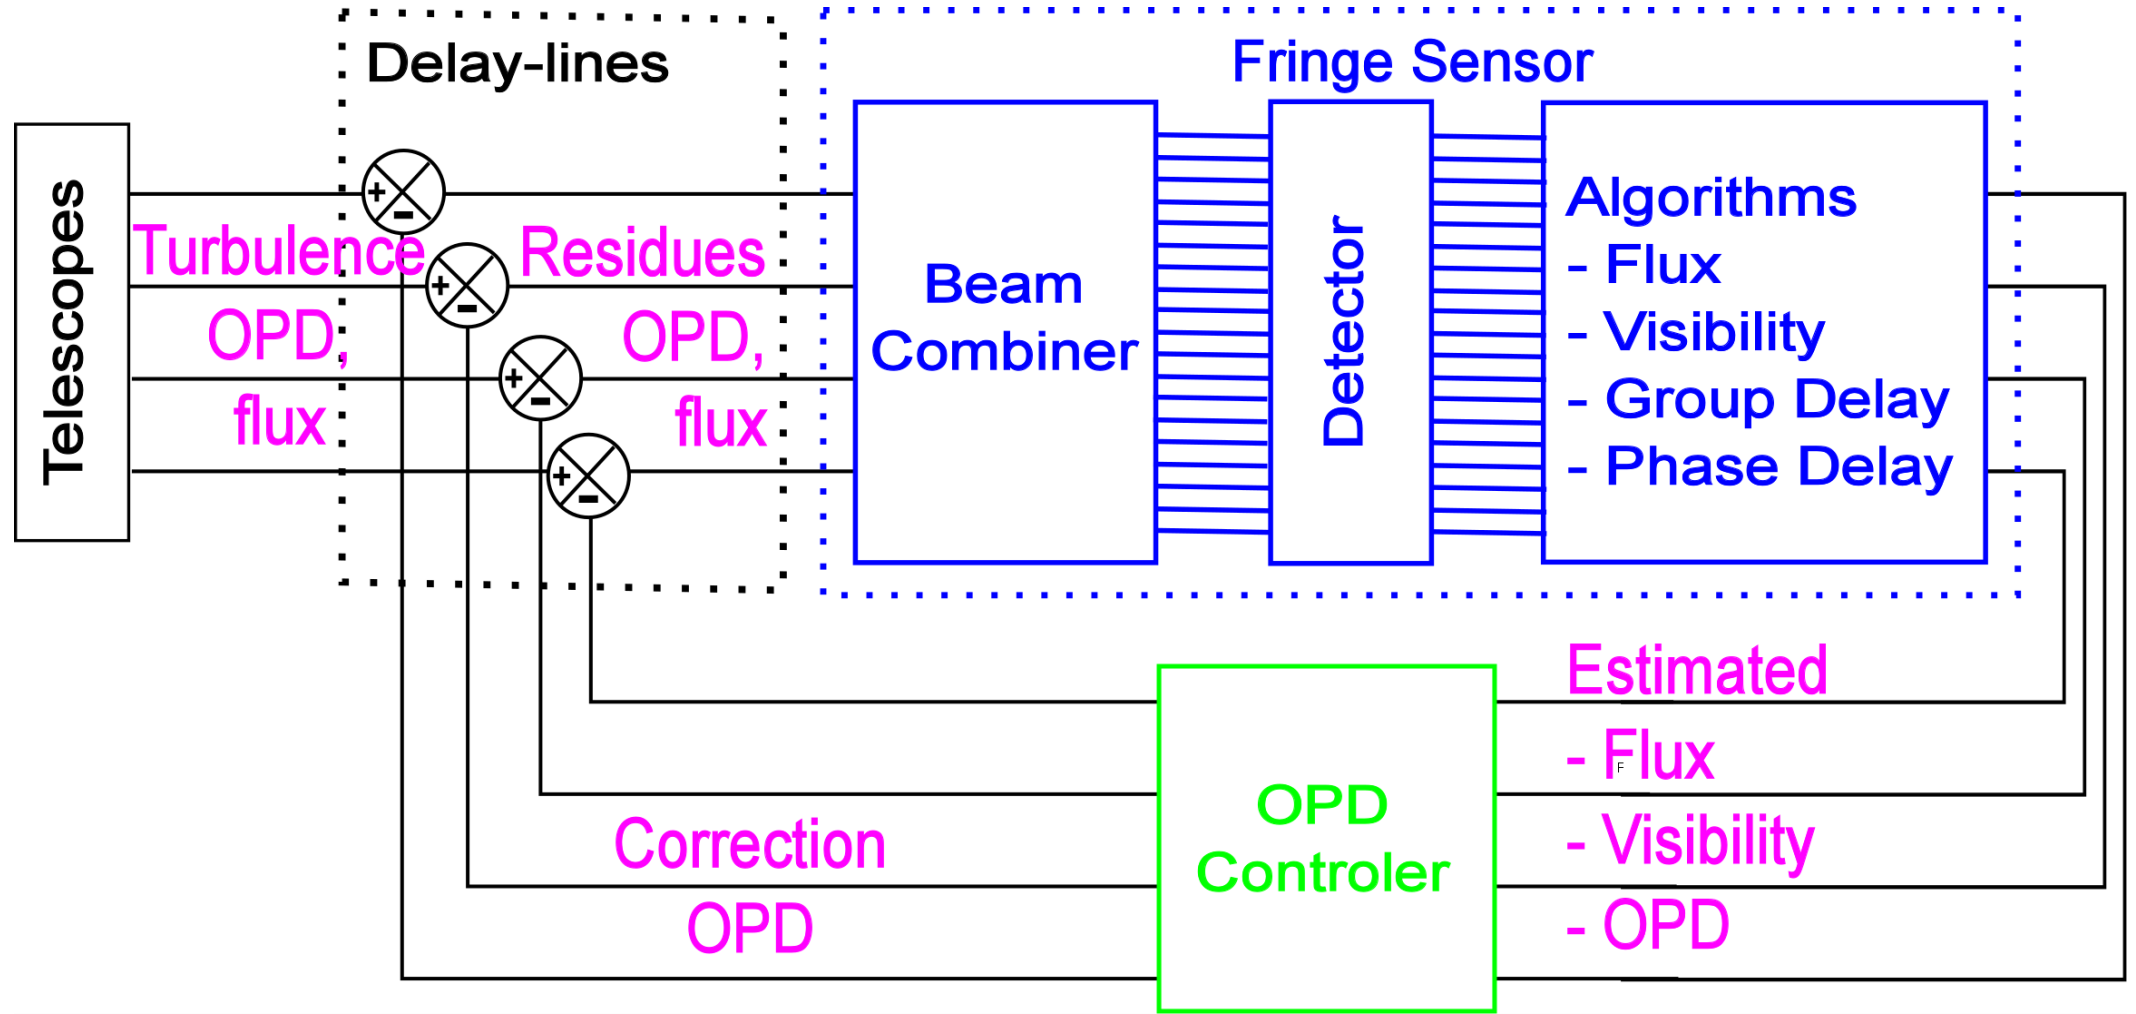 Delay-lines
Fringe Sensor
Telescopes
+
-
+
-
+
-
+
-
Turbulence
OPD,
flux
Residues
OPD,
flux
Beam
Combiner
Detector
Algorithms
- Flux
- Visibility
- Group Delay
- Phase Delay
Correction
OPD
OPD
Controler
Estimated
- Flux
F
- Visibility
- OPD